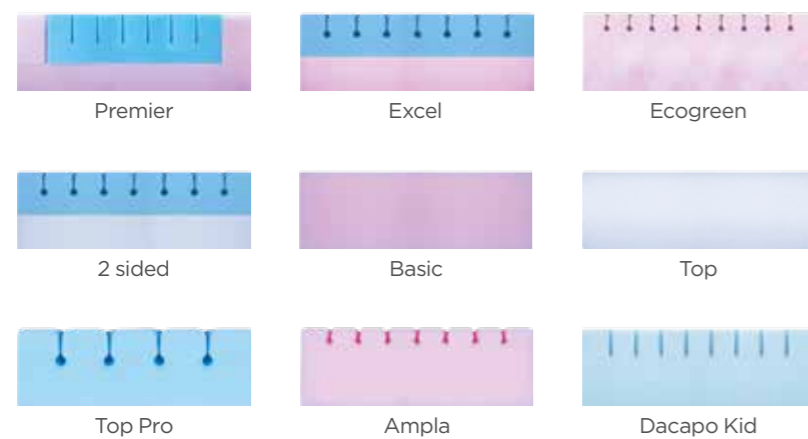 Premier
Excel
Ecogreen
2 sided
Basic
Top
Top Pro
Ampla
Dacapo Kid